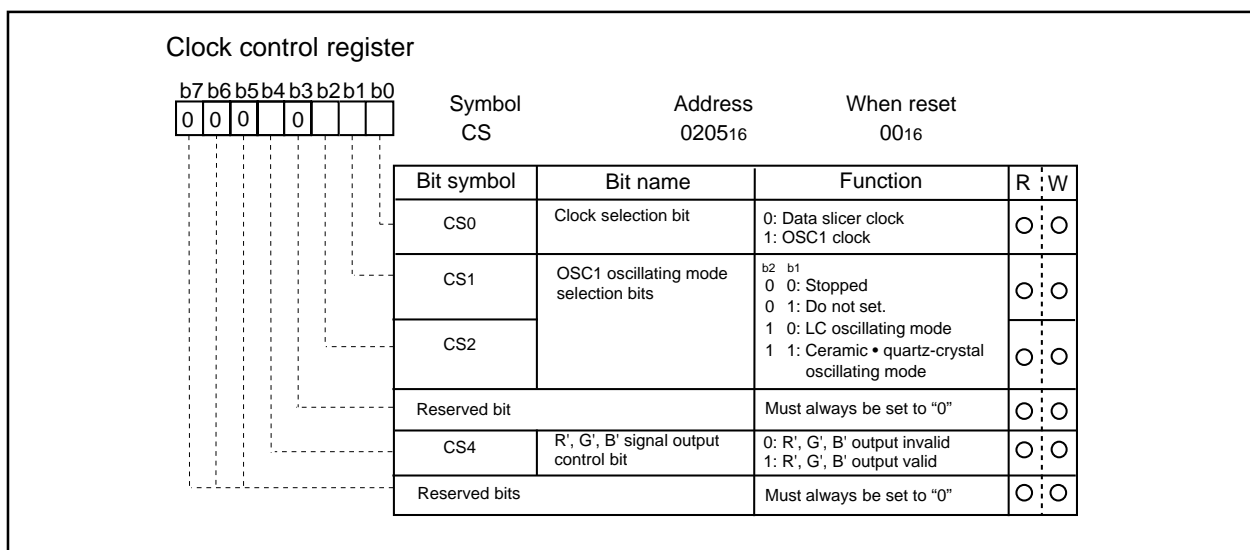 Clock control register
b7 b6 b5 b4 b3 b2 b1 b0
0 0 0 0
Symbol Address When reset
CS 020516 0016
Bit symbol Bit name Function R W
CS0 Clock selection bit 0: Data slicer clock
1: OSC1 clock
CS1 OSC1 oscillating mode
selection bits
b2 b1
0 0: Stopped
0 1: Do not set.
1 0: LC oscillating mode
1 1: Ceramic • quartz-crystal
oscillating mode
CS2
Reserved bit Must always be set to “0”
CS4 R', G', B' signal output
control bit
0: R', G', B' output invalid
1: R', G', B' output valid
Reserved bits Must always be set to “0”